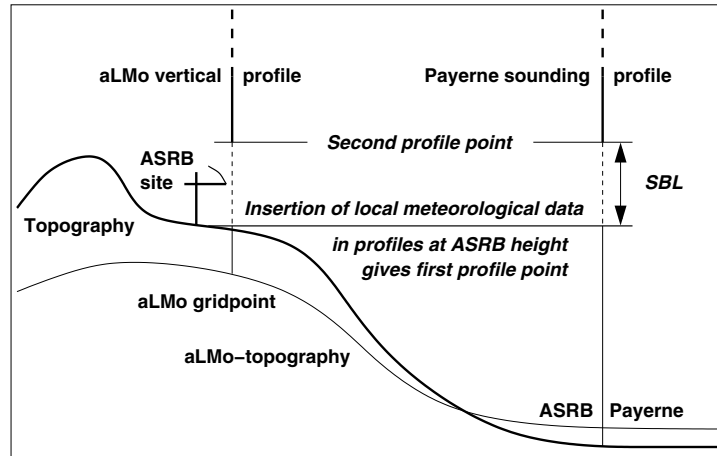 aLMo vertical profile
Payerne sounding profile
Second profile point
ASRB
site
SBL
Insertion of local meteorological data
Topography
in profiles at ASRB height
gives first profile point
aLMo gridpoint
aLMo−topography
ASRB Payerne